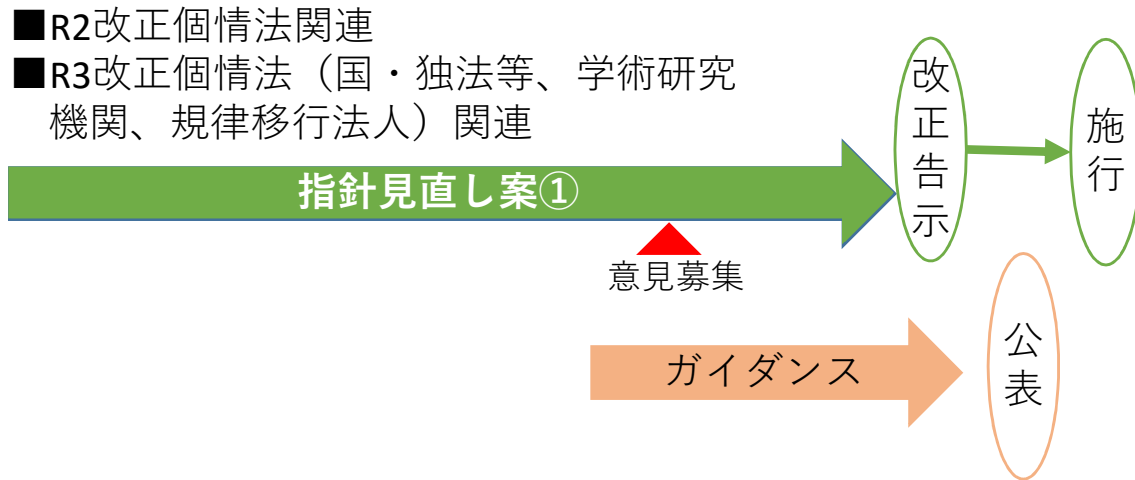 ■R2改正個情法関連
■R3改正個情法（国・独法等、学術研究
機関、規律移行法人）関連
指針見直し案①
改正告示
施行
意見募集
ガイダンス
公表